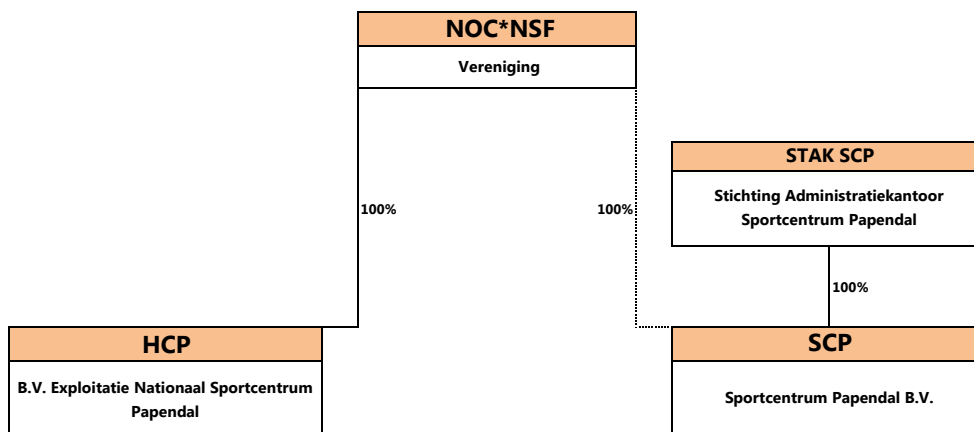 NOC*NSF
Vereniging
STAK SCP
Stichting Administratiekantoor
Sportcentrum Papendal
100%
100%
100%
HCP
B.V. Exploitatie Nationaal Sportcentrum
Papendal
SCP
Sportcentrum Papendal B.V.